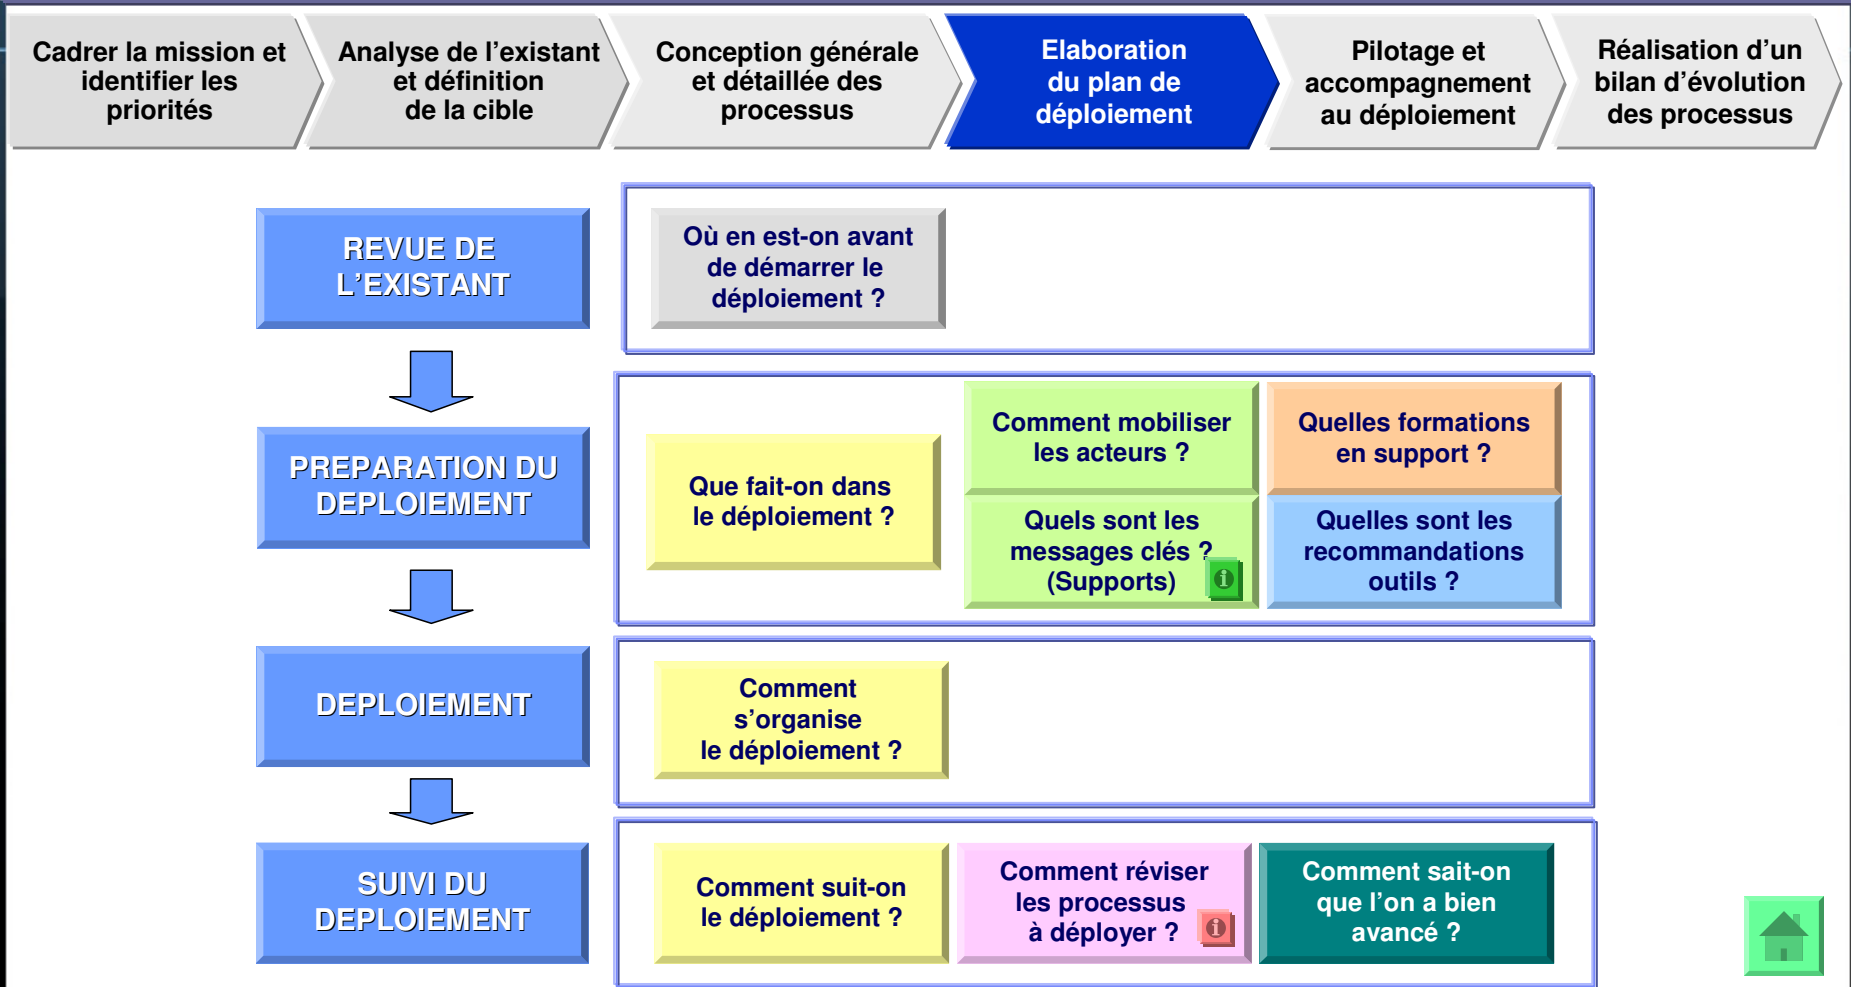 Cadrer la mission et
identifier les
priorités
Analyse de l’existant
et définition
de la cible
Conception générale
et détaillée des
processus
Elaboration
du plan de
déploiement
Pilotage et
accompagnement
au déploiement
Réalisation d’un
bilan d’évolution
des processus
REVUE DE
L’EXISTANT
Où en est-on avant
de démarrer le
déploiement ?
PREPARATION DU
DEPLOIEMENT
Que fait-on dans
le déploiement ?
Comment mobiliser
les acteurs ?
Quelles formations
en support ?
Quels sont les
messages clés ?
(Supports)
Quelles sont les
recommandations
outils ?
DEPLOIEMENT
Comment
s’organise
le déploiement ?
SUIVI DU
DEPLOIEMENT
Comment suit-on
le déploiement ?
Comment réviser
les processus
à déployer ?
Comment sait-on
que l’on a bien
avancé ?